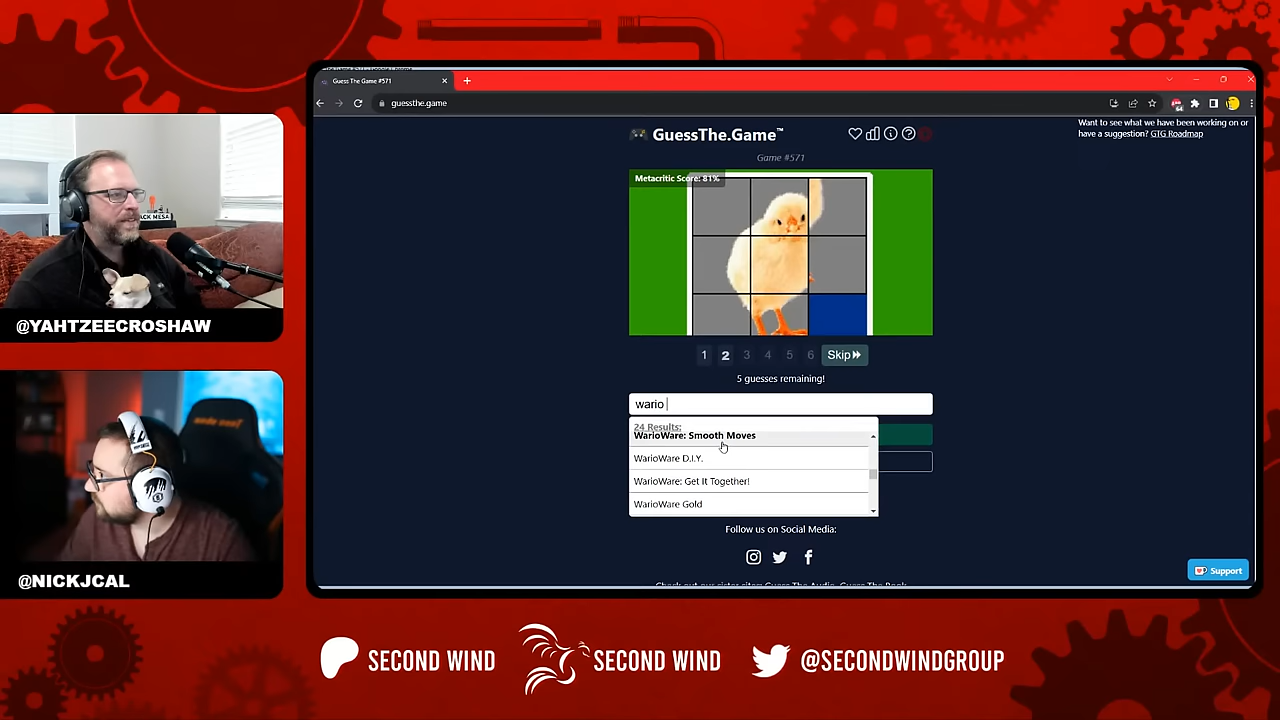 Guess The Game #571
guessthe.game
Want to see what we have been working on or
have a suggestion? GTG Roadmap
GuessThe.Game™
Game #571
Metacritic Score: 81%
1 2 3 4 5 6 Skip
5 guesses remaining!
wario
24 Results:
WarioWare: Smooth Moves
WarioWare D.I.Y.
WarioWare: Get It Together!
WarioWare Gold
Follow us on Social Media:
Support
BLACK MESA
@YAHTZEECROSHAW
@NICKJCAL
SECOND WIND
SECOND WIND
@SECONDWINDGROUP